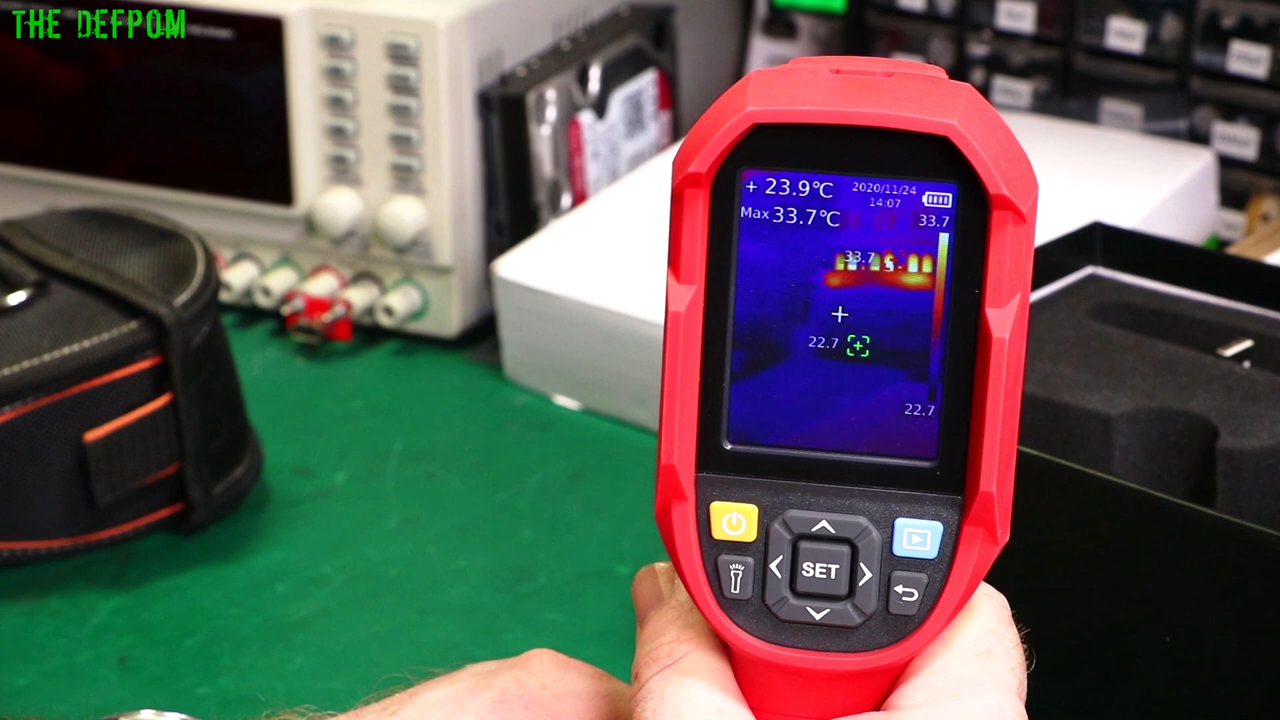 THE DEFPOM
+ 23.9°C
2020/11/24
14:07
Max 33.7°C
33.7
33.7
22.7
22.7
SET